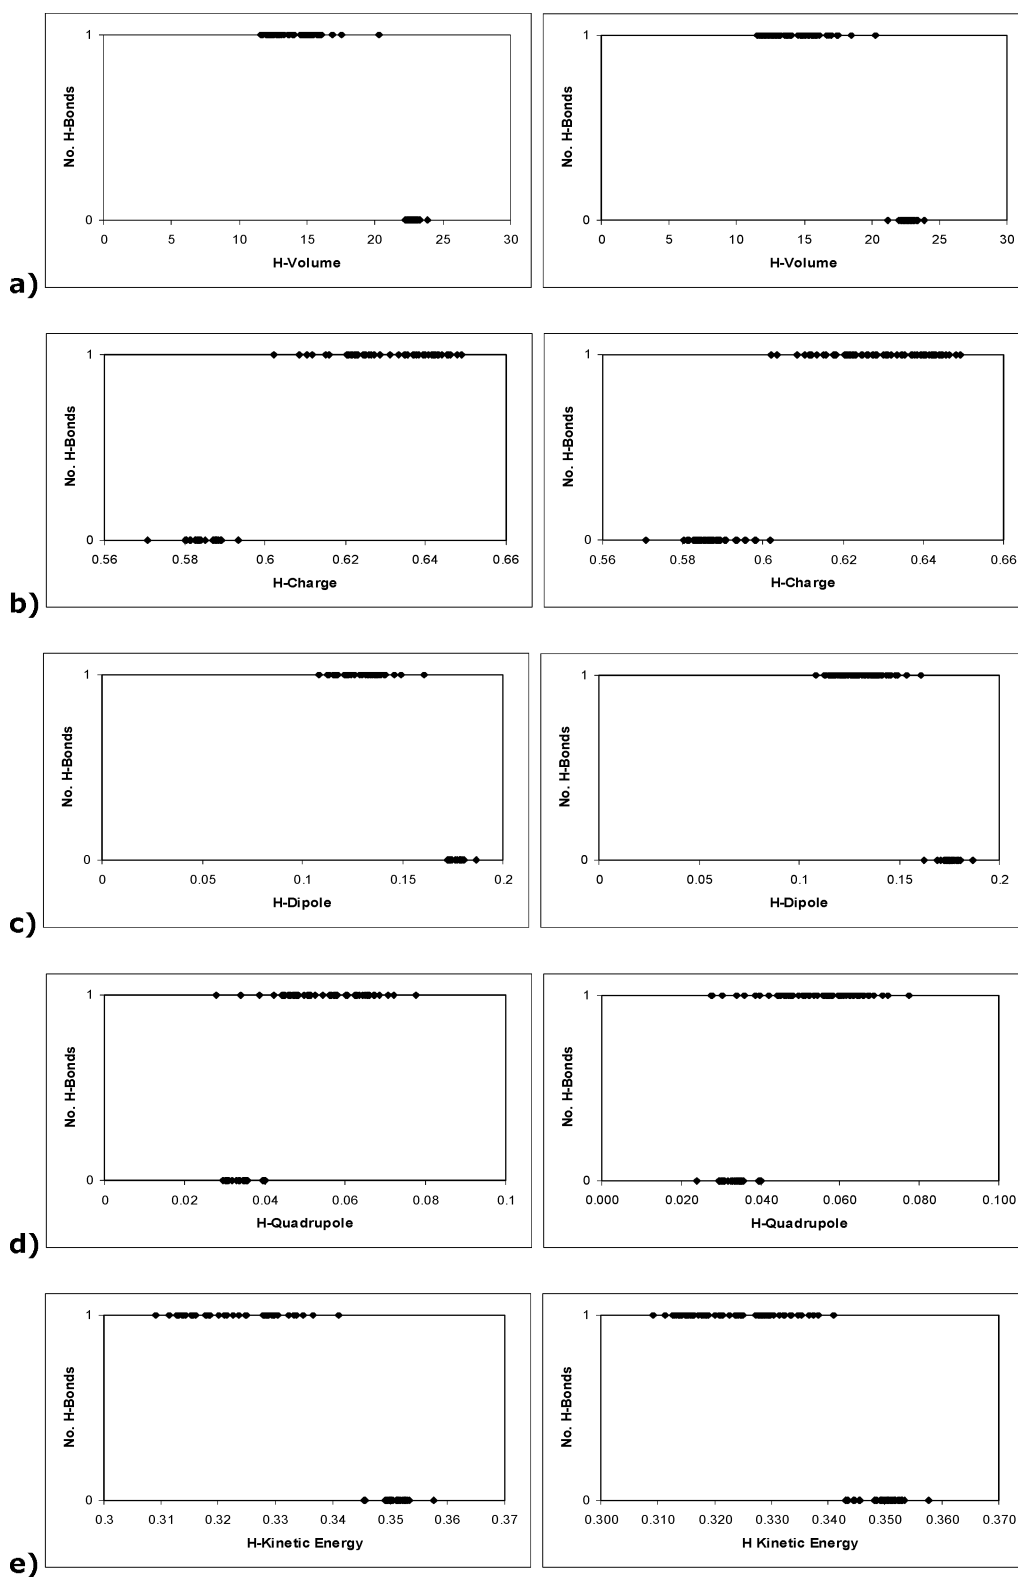 1
No. H-Bonds
0
0 5 10 15 20 25 30
H-Volume
1
No. H-Bonds
0
0 5 10 15 20 25 30
H-Volume
a)
1
No. H-Bonds
0
0.56 0.58 0.6 0.62 0.64 0.66
H-Charge
1
No. H-Bonds
0
0.56 0.58 0.6 0.62 0.64 0.66
H-Charge
b)
1
No. H-Bonds
0
0 0.05 0.1 0.15 0.2
H-Dipole
1
No. H-Bonds
0
0 0.05 0.1 0.15 0.2
H-Dipole
c)
1
No. H-Bonds
0
0 0.02 0.04 0.06 0.08 0.1
H-Quadrupole
1
No. H-Bonds
0
0.000 0.020 0.040 0.060 0.080 0.100
H-Quadrupole
d)
1
No. H-Bonds
0
0.3 0.31 0.32 0.33 0.34 0.35 0.36 0.37
H-Kinetic Energy
1
No. H-Bonds
0
0.300 0.310 0.320 0.330 0.340 0.350 0.360 0.370
H Kinetic Energy
e)